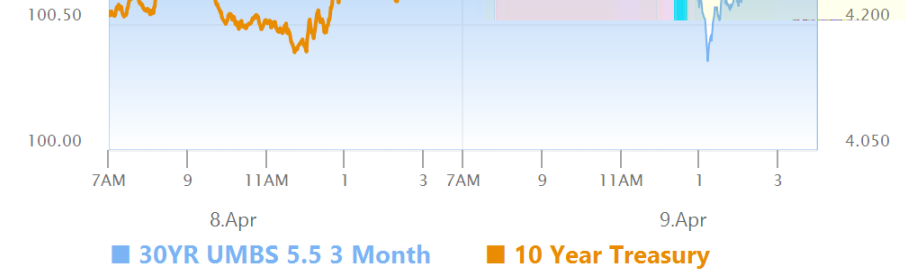 100.50 4.200
100.00 4.050
7AM 9 11AM 1 3 7AM 9 11AM 1 3
8.Apr 9.Apr
30YR UMBS 5.5 3 Month 10 Year Treasury